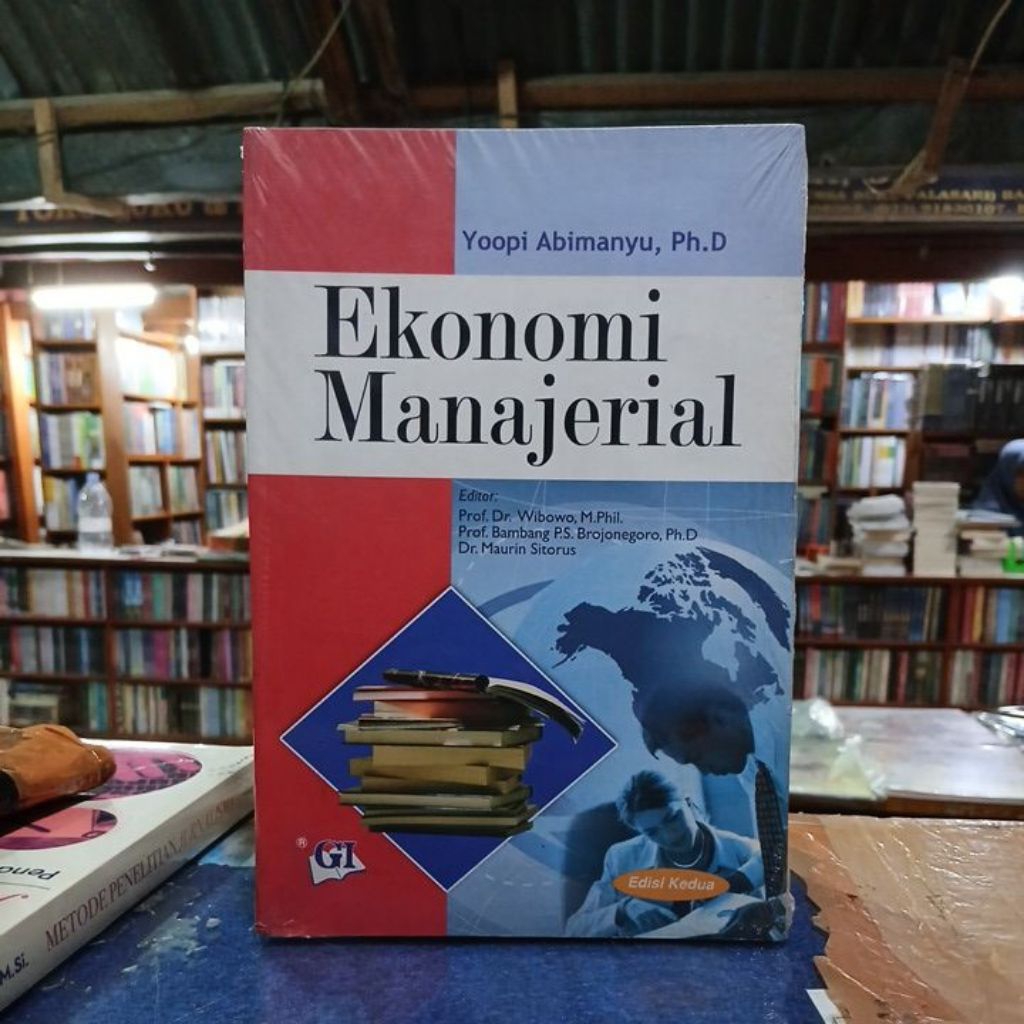 Yoopi Abimanyu, Ph.D
Ekonomi
Manajerial
Editor:
Prof. Dr. Wibowo, M.Phil.
Prof. Bambang P.S. Brojonegoro, Ph.D
Dr. Maurin Sitorus
® GI
Edisi Kedua
METODE PENELITIAN
M.Si.